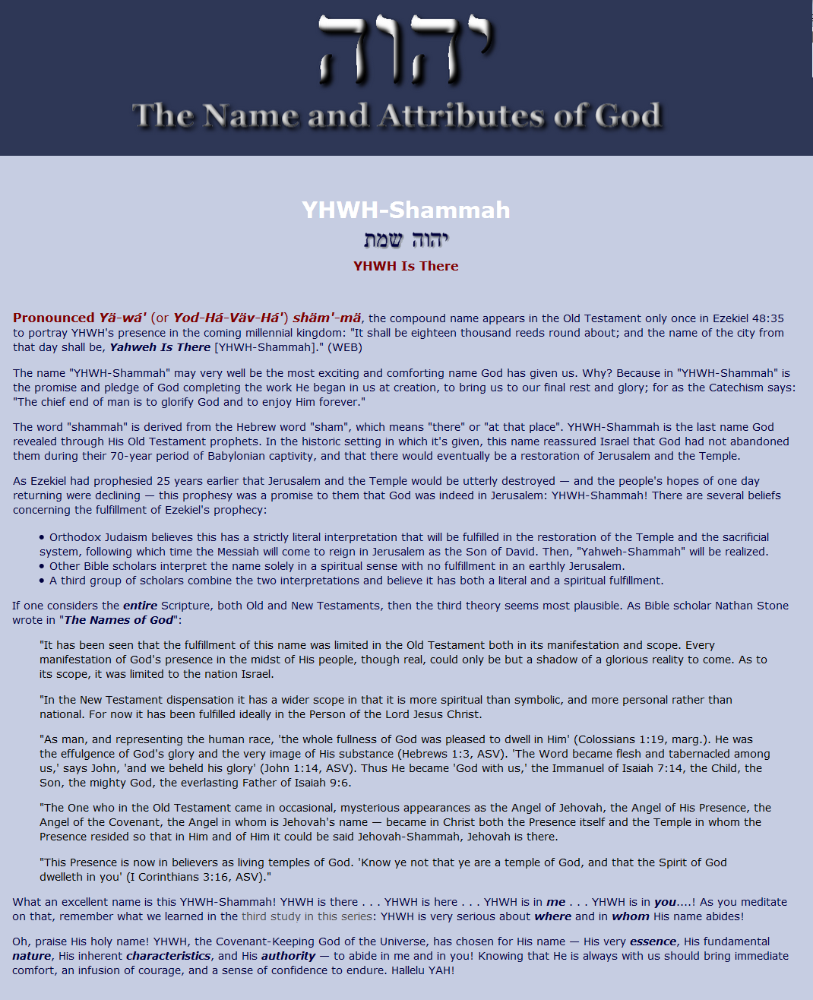 יהוה
The Name and Attributes of God
YHWH-Shammah
יהוה שמת
YHWH Is There
Pronounced Yä-wá' (or Yod-Há-Väv-Há') shäm'-mä, the compound name appears in the Old Testament only once in Ezekiel 48:35
to portray YHWH's presence in the coming millennial kingdom: "It shall be eighteen thousand reeds round about; and the name of the city from
that day shall be, Yahweh Is There [YHWH-Shammah]." (WEB)
The name "YHWH-Shammah" may very well be the most exciting and comforting name God has given us. Why? Because in "YHWH-Shammah" is
the promise and pledge of God completing the work He began in us at creation, to bring us to our final rest and glory; for as the Catechism says:
"The chief end of man is to glorify God and to enjoy Him forever."
The word "shammah" is derived from the Hebrew word "sham", which means "there" or "at that place". YHWH-Shammah is the last name God
revealed through His Old Testament prophets. In the historic setting in which it's given, this name reassured Israel that God had not abandoned
them during their 70-year period of Babylonian captivity, and that there would eventually be a restoration of Jerusalem and the Temple.
As Ezekiel had prophesied 25 years earlier that Jerusalem and the Temple would be utterly destroyed — and the people's hopes of one day
returning were declining — this prophesy was a promise to them that God was indeed in Jerusalem: YHWH-Shammah! There are several beliefs
concerning the fulfillment of Ezekiel's prophecy:
• Orthodox Judaism believes this has a strictly literal interpretation that will be fulfilled in the restoration of the Temple and the sacrificial
system, following which time the Messiah will come to reign in Jerusalem as the Son of David. Then, "Yahweh-Shammah" will be realized.
• Other Bible scholars interpret the name solely in a spiritual sense with no fulfillment in an earthly Jerusalem.
• A third group of scholars combine the two interpretations and believe it has both a literal and a spiritual fulfillment.
If one considers the entire Scripture, both Old and New Testaments, then the third theory seems most plausible. As Bible scholar Nathan Stone
wrote in "The Names of God":
"It has been seen that the fulfillment of this name was limited in the Old Testament both in its manifestation and scope. Every
manifestation of God's presence in the midst of His people, though real, could only be but a shadow of a glorious reality to come. As to
its scope, it was limited to the nation Israel.
"In the New Testament dispensation it has a wider scope in that it is more spiritual than symbolic, and more personal rather than
national. For now it has been fulfilled ideally in the Person of the Lord Jesus Christ.
"As man, and representing the human race, 'the whole fullness of God was pleased to dwell in Him' (Colossians 1:19, marg.). He was
the effulgence of God's glory and the very image of His substance (Hebrews 1:3, ASV). 'The Word became flesh and tabernacled among
us,' says John, 'and we beheld his glory' (John 1:14, ASV). Thus He became 'God with us,' the Immanuel of Isaiah 7:14, the Child, the
Son, the mighty God, the everlasting Father of Isaiah 9:6.
"The One who in the Old Testament came in occasional, mysterious appearances as the Angel of Jehovah, the Angel of His Presence, the
Angel of the Covenant, the Angel in whom is Jehovah's name — became in Christ both the Presence itself and the Temple in whom the
Presence resided so that in Him and of Him it could be said Jehovah-Shammah, Jehovah is there.
"This Presence is now in believers as living temples of God. 'Know ye not that ye are a temple of God, and that the Spirit of God
dwelleth in you' (I Corinthians 3:16, ASV)."
What an excellent name is this YHWH-Shammah! YHWH is there . . . YHWH is here . . . YHWH is in me . . . YHWH is in you....! As you meditate
on that, remember what we learned in the third study in this series: YHWH is very serious about where and in whom His name abides!
Oh, praise His holy name! YHWH, the Covenant-Keeping God of the Universe, has chosen for His name — His very essence, His fundamental
nature, His inherent characteristics, and His authority — to abide in me and in you! Knowing that He is always with us should bring immediate
comfort, an infusion of courage, and a sense of confidence to endure. Hallelu YAH!